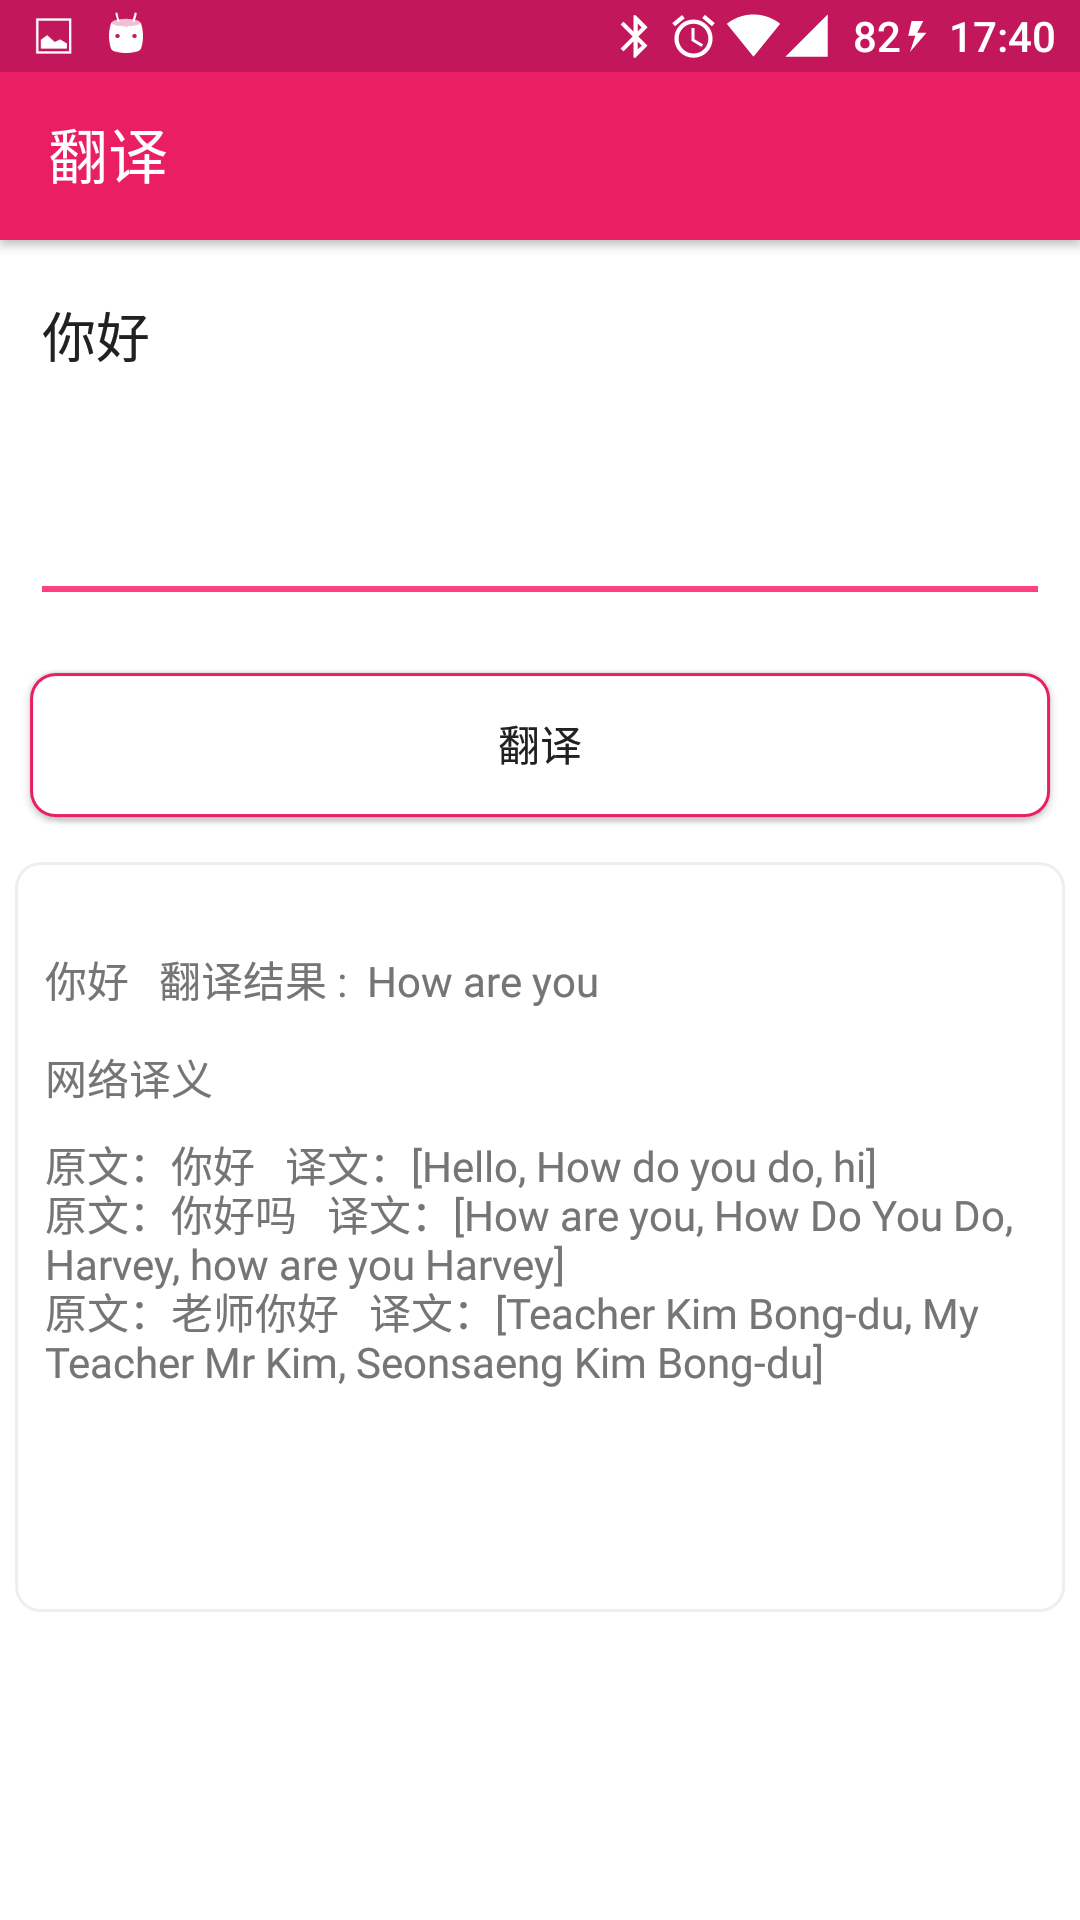 82 17:40
翻译
你好
翻译
你好 翻译结果 : How are you
网络译义
原文：你好 译文：[Hello, How do you do, hi]
原文：你好吗 译文：[How are you, How Do You Do,
Harvey, how are you Harvey]
原文：老师你好 译文：[Teacher Kim Bong-du, My
Teacher Mr Kim, Seonsaeng Kim Bong-du]